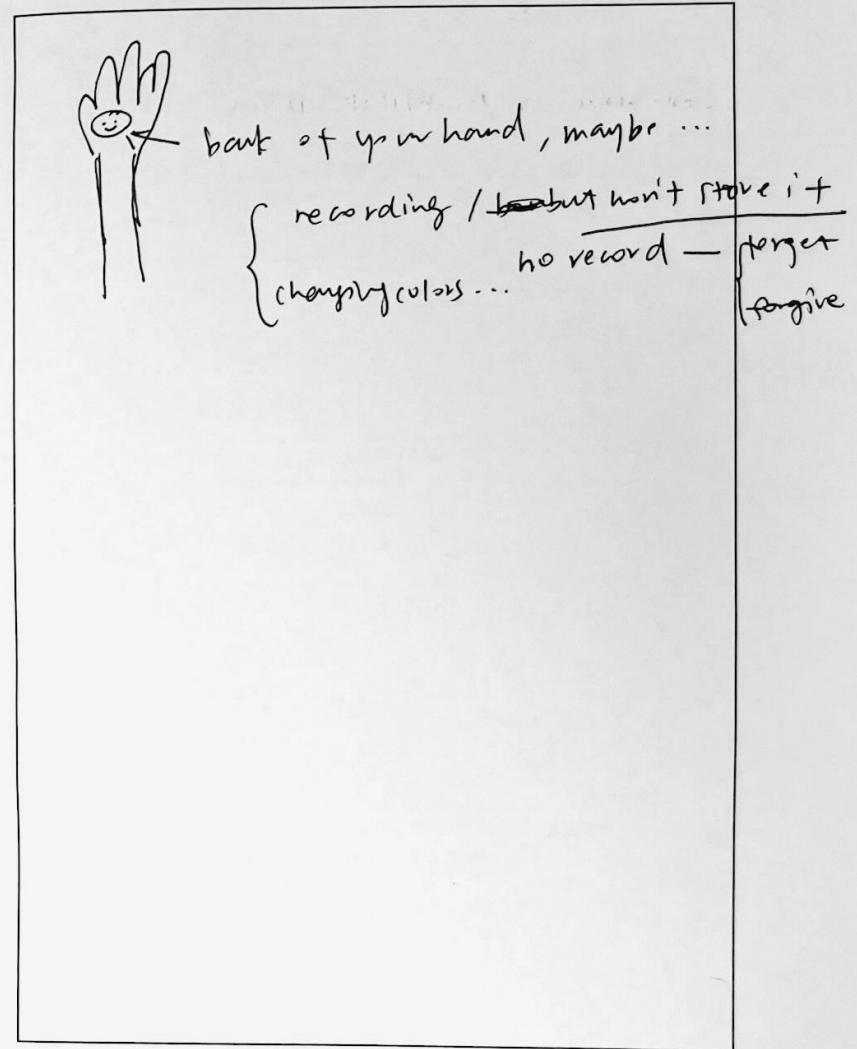 back of your hand, maybe ...
recording / but won't store it
no record — forget
changing colors ... forgive